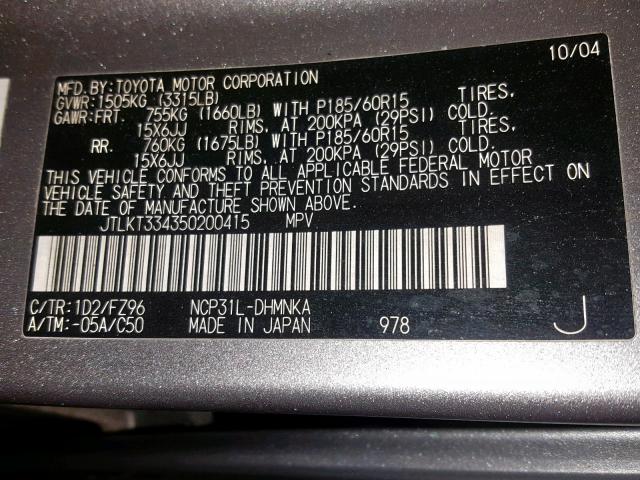 10/04
MFD.BY:TOYOTA MOTOR CORPORATION
GVWR:1505KG (3315LB)
GAWR:FRT. 755KG (1660LB) WITH P185/60R15 TIRES,
15X6JJ RIMS, AT 200KPA (29PSI) COLD.
RR. 760KG (1675LB) WITH P185/60R15 TIRES,
15X6JJ RIMS, AT 200KPA (29PSI) COLD.
THIS VEHICLE CONFORMS TO ALL APPLICABLE FEDERAL MOTOR
VEHICLE SAFETY AND THEFT PREVENTION STANDARDS IN EFFECT ON
THE DATE OF MANUFACTURE SHOWN ABOVE.
JTLKT334350200415 MPV
C/TR:1D2/FZ96 NCP31L-DHMNKA
A/TM:-05A/C50 MADE IN JAPAN 978 J